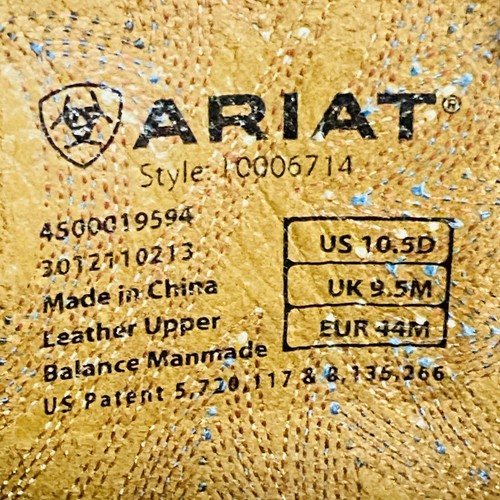 ARIAT®
Style: 10006714
4500019594
3012110213
Made in China
Leather Upper
Balance Manmade
US Patent 5,720,117 & 8,135,266
US 10.5D
UK 9.5M
EUR 44M